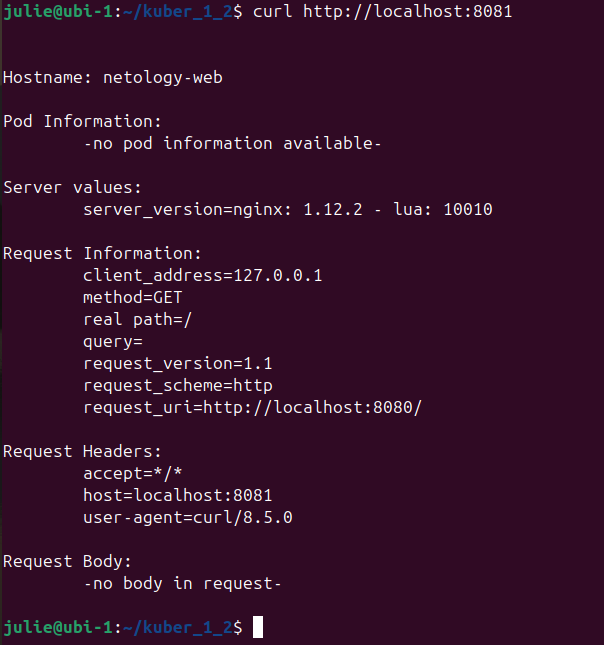 julie@ubi-1:~/kuber_1_2$ curl http://localhost:8081
Hostname: netology-web
Pod Information:
-no pod information available-
Server values:
server_version=nginx: 1.12.2 - lua: 10010
Request Information:
client_address=127.0.0.1
method=GET
real path=/
query=
request_version=1.1
request_scheme=http
request_uri=http://localhost:8080/
Request Headers:
accept=*/*
host=localhost:8081
user-agent=curl/8.5.0
Request Body:
-no body in request-
julie@ubi-1:~/kuber_1_2$